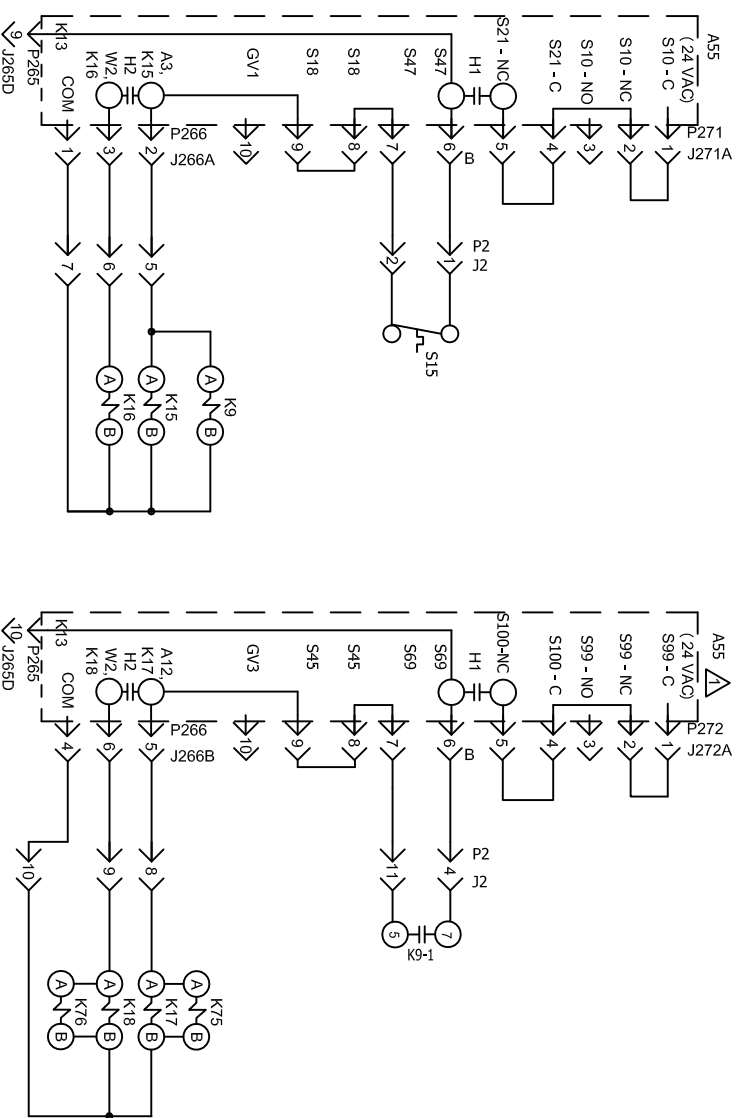 A55
(24 VAC)
S10 - C
S10 - NC
S10 - NO
S21 - C
S21 - NC
H1
S47
S47
S18
S18
GV1
A3,
K15
H2
W2,
K16
COM
K13
P265
J265D
9
P271
J271A
1
2
3
4
5
6
B
7
8
9
10
P266
J266A
2
3
1
P2
J2
1
2
S15
5
6
7
K9
A
B
K15
A
B
K16
A
B
A55
(24 VAC)
1
S99 - C
S99 - NC
S99 - NO
S100 - C
S100-NC
H1
S69
S69
S45
S45
GV3
A12,
K17
H2
W2,
K18
COM
K13
P265
J265D
10
P272
J272A
1
2
3
4
5
6
B
7
8
9
10
P266
J266B
5
6
4
P2
J2
4
11
7
5
K9-1
8
9
10
K75
A
B
K17
A
B
K18
A
B
K76
A
B